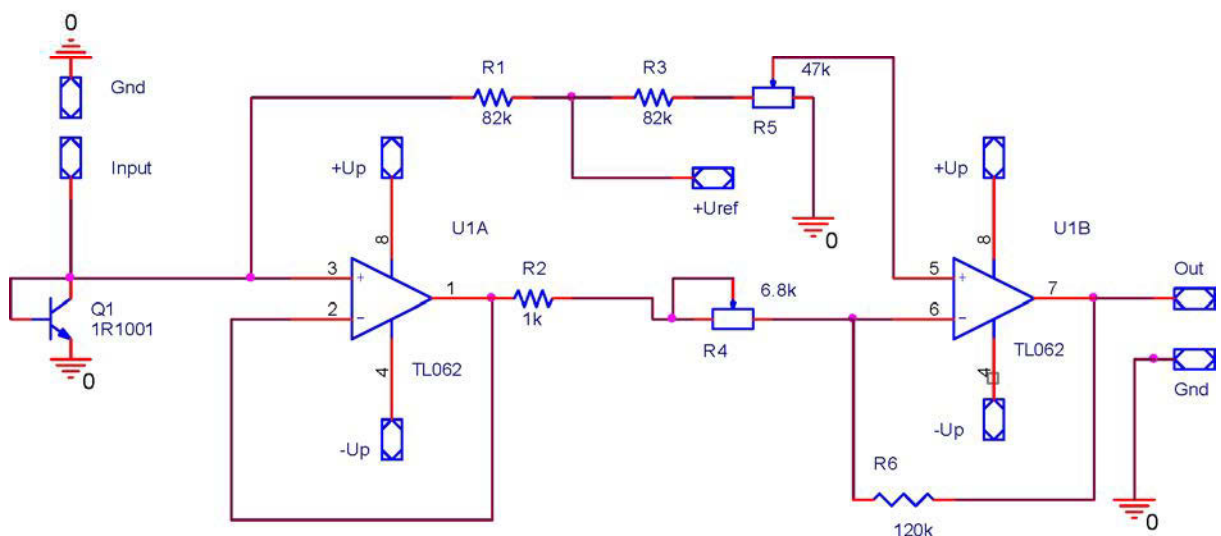 0
Gnd
Input
Q1
1R1001
0
R1
82k
R3
82k
47k
R5
+Uref
0
+Up
8
U1A
3
+
2
−
1
4
TL062
-Up
R2
1k
6.8k
R4
+Up
8
U1B
5
+
6
−
7
4
TL062
-Up
R6
120k
Out
Gnd
0